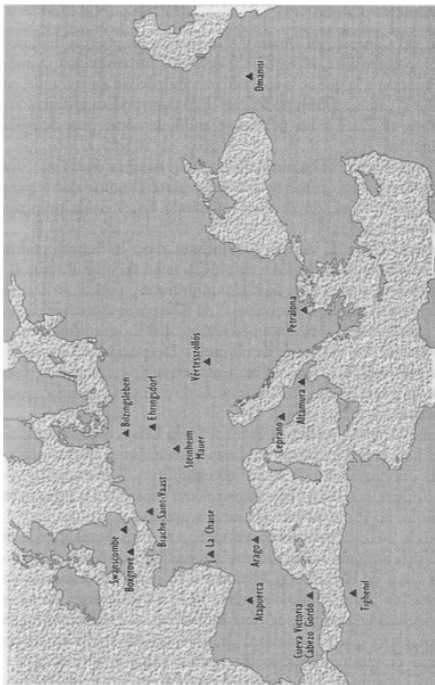 Swanscombe
Bilzingsleben
Boxgrove
Ehringsdorf
Biache-Saint-Vaast
Steinheim
Mauer
Vértesszöllös
La Chaise
Arago
Atapuerca
Dmanisi
Ceprano
Petralona
Altamura
Cueva Victoria
Cabezo Gordo
Tighenif